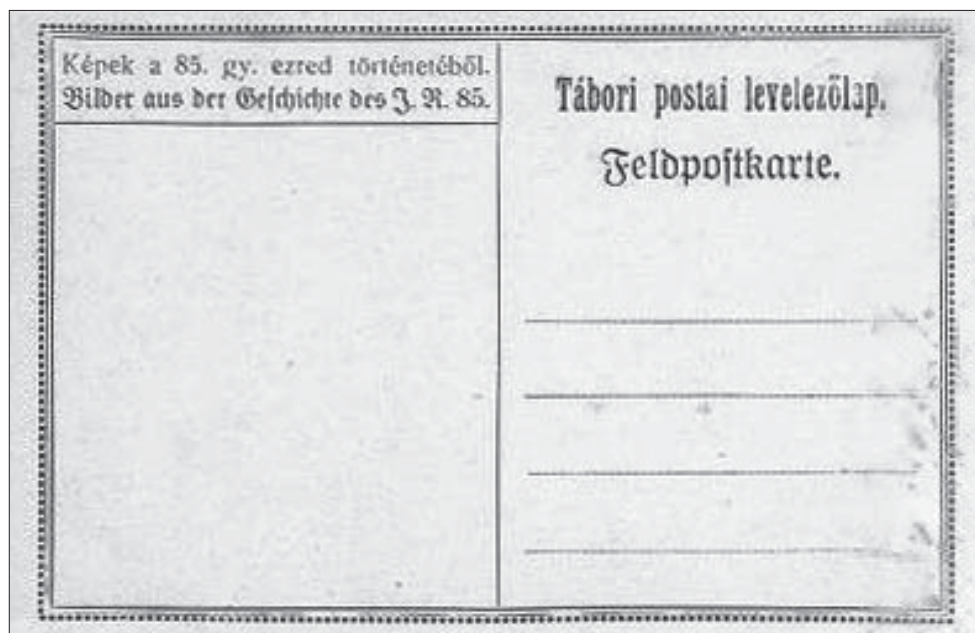 Képek a 85. gy. ezred történetéből.
Bilder aus der Geschichte des J. R. 85.
Tábori postai levelezőlap.
Feldpostkarte.